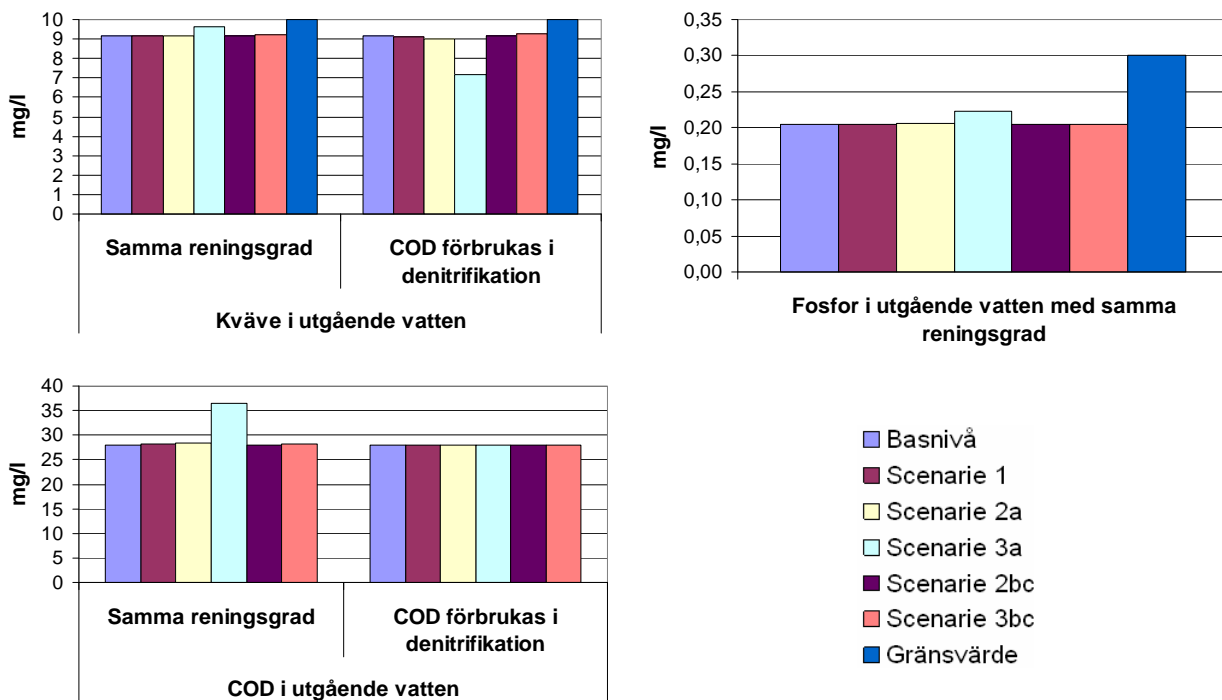 10
9
8
7
6
5
4
3
2
1
0
mg/l
Samma reningsgrad
COD förbrukas i
denitrifikation
Kväve i utgående vatten
0,35
0,30
0,25
0,20
0,15
0,10
0,05
0,00
mg/l
Fosfor i utgående vatten med samma
reningsgrad
40
35
30
25
20
15
10
5
0
mg/l
Samma reningsgrad
COD förbrukas i
denitrifikation
COD i utgående vatten
Basnivå
Scenarie 1
Scenarie 2a
Scenarie 3a
Scenarie 2bc
Scenarie 3bc
Gränsvärde